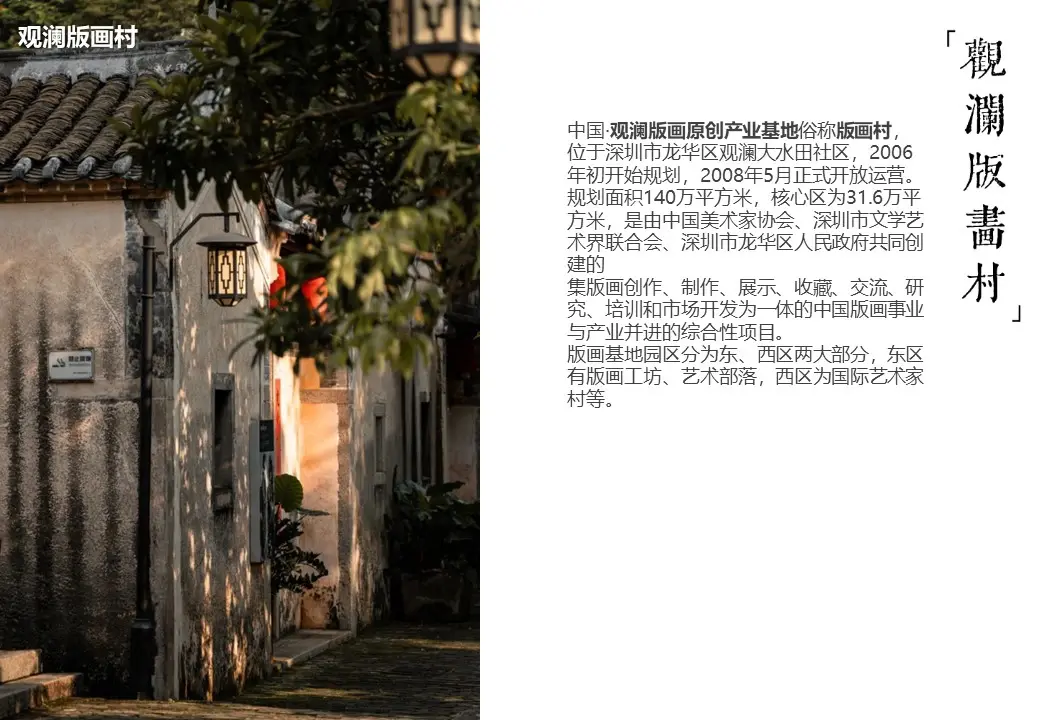 观澜版画村
「觀瀾版畫村」
中国·观澜版画原创产业基地俗称版画村，
位于深圳市龙华区观澜大水田社区，2006
年初开始规划，2008年5月正式开放运营。
规划面积140万平方米，核心区为31.6万平
方米，是由中国美术家协会、深圳市文学艺
术界联合会、深圳市龙华区人民政府共同创
建的
集版画创作、制作、展示、收藏、交流、研
究、培训和市场开发为一体的中国版画事业
与产业并进的综合性项目。
版画基地园区分为东、西区两大部分，东区
有版画工坊、艺术部落，西区为国际艺术家
村等。